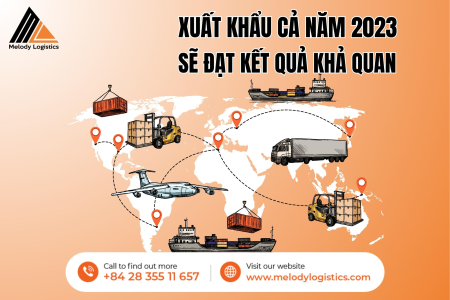 Melody Logistics
XUẤT KHẨU CẢ NĂM 2023
SẼ ĐẠT KẾT QUẢ KHẢ QUAN
Call to find out more
+84 28 355 11 657
Visit our website
www.melodylogistics.com